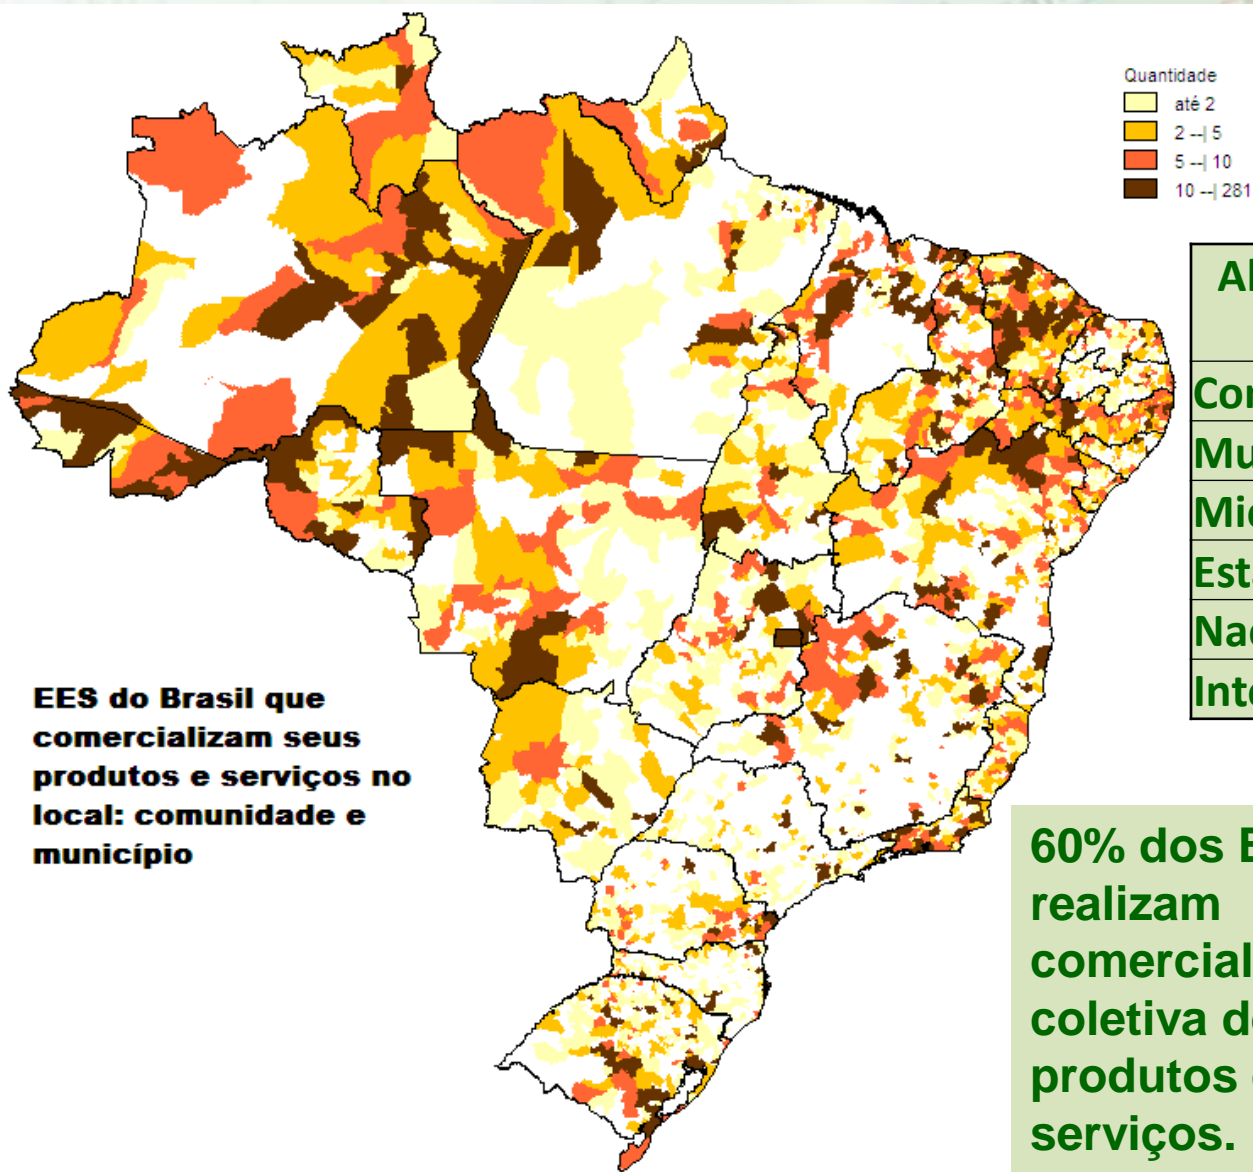 Quantidade
até 2
2 --| 5
5 --| 10
10 --| 281
EES do Brasil que
comercializam seus
produtos e serviços no
local: comunidade e
município
60% dos
realizam
coletiva
produtos
serviços.